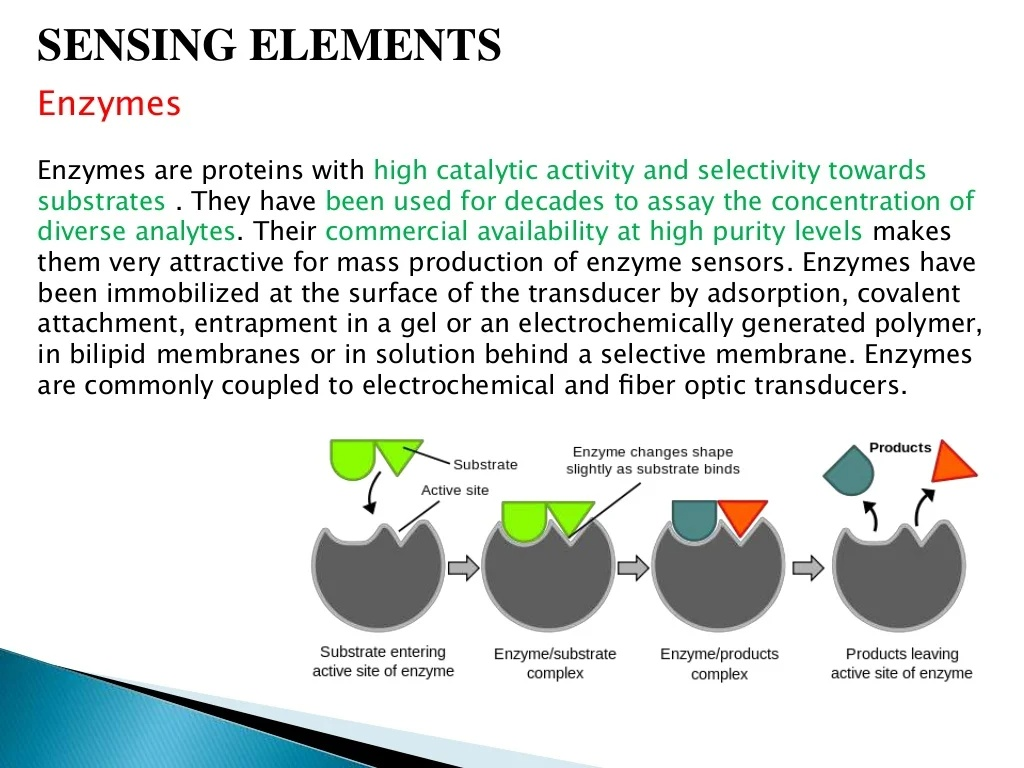 SENSING ELEMENTS
Enzymes
Enzymes are proteins with high catalytic activity and selectivity towards
substrates . They have been used for decades to assay the concentration of
diverse analytes. Their commercial availability at high purity levels makes
them very attractive for mass production of enzyme sensors. Enzymes have
been immobilized at the surface of the transducer by adsorption, covalent
attachment, entrapment in a gel or an electrochemically generated polymer,
in bilipid membranes or in solution behind a selective membrane. Enzymes
are commonly coupled to electrochemical and fiber optic transducers.
Substrate
Active site
Enzyme changes shape
slightly as substrate binds
Products
Substrate entering
active site of enzyme
Enzyme/substrate
complex
Enzyme/products
complex
Products leaving
active site of enzyme